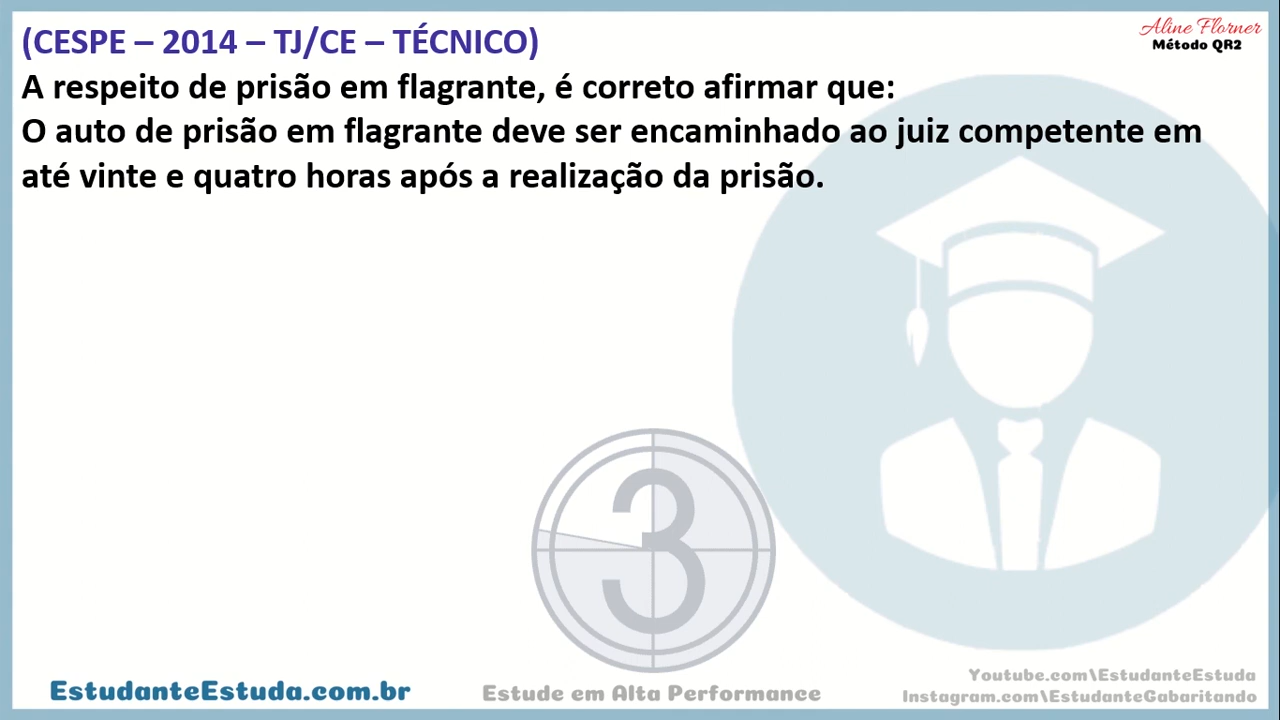 (CESPE – 2014 – TJ/CE – TÉCNICO)
Aline Florner
Método QR2
A respeito de prisão em flagrante, é correto afirmar que:
O auto de prisão em flagrante deve ser encaminhado ao juiz competente em
até vinte e quatro horas após a realização da prisão.
3
EstudanteEstuda.com.br
Estude em Alta Performance
Youtube.com\EstudanteEstuda
Instagram.com\EstudanteGabaritando